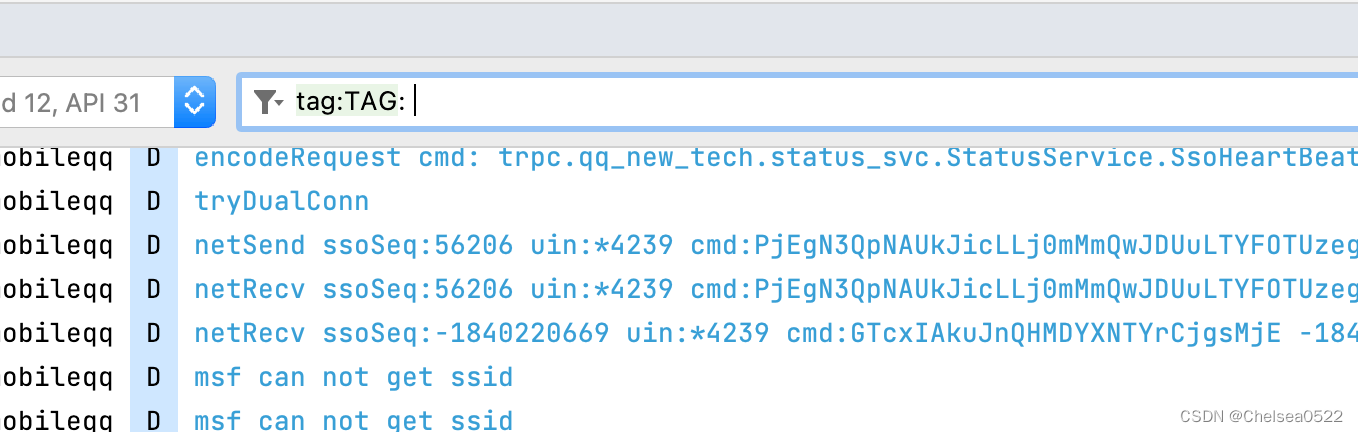 d 12, API 31
tag:TAG:
obileqq D encodeRequest cmd: trpc.qq_new_tech.status_svc.StatusService.SsoHeartBeat
obileqq D tryDualConn
obileqq D netSend ssoSeq:56206 uin:*4239 cmd:PjEgN3QpNAUkJicLLj0mMmQwJDUuLTYFOTUzeg
obileqq D netRecv ssoSeq:56206 uin:*4239 cmd:PjEgN3QpNAUkJicLLj0mMmQwJDUuLTYFOTUzeg
obileqq D netRecv ssoSeq:-1840220669 uin:*4239 cmd:GTcxIAkuJnQHMDYXNTYrCjgsMjE -184
obileqq D msf can not get ssid
obileqq D msf can not get ssid
CSDN @Chelsea0522